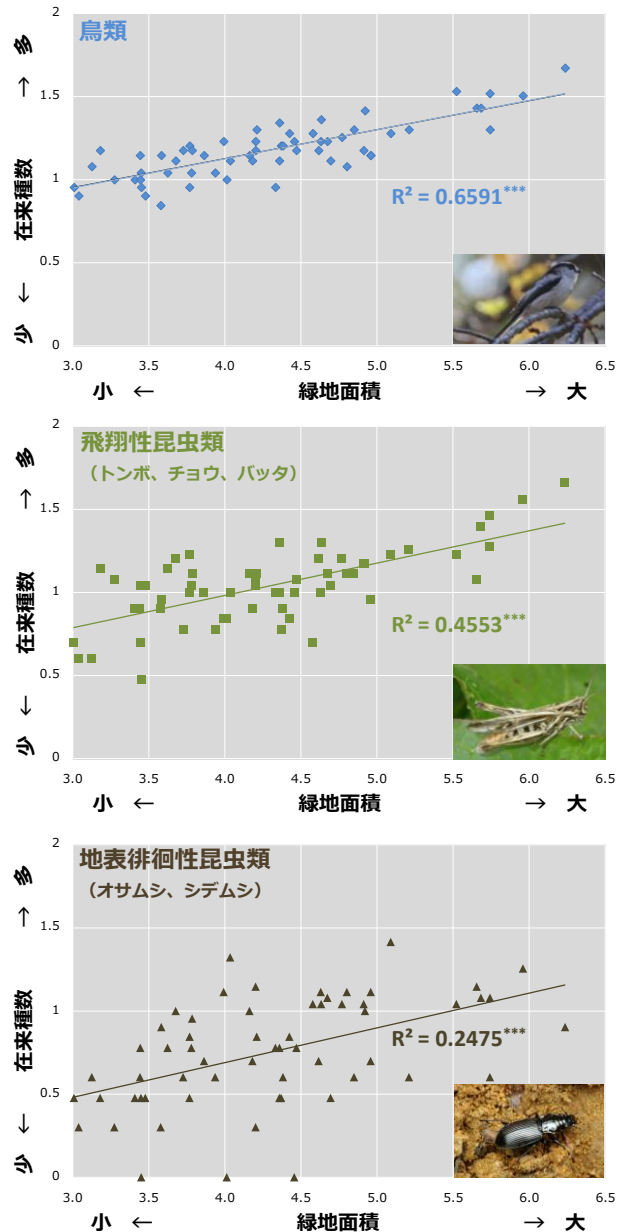 鳥類
2
1.5
1
0.5
0
少 ← 在来種数 → 多
R² = 0.6591***
3.0 3.5 4.0 4.5 5.0 5.5 6.0 6.5
小 ← 緑地面積 → 大
飛翔性昆虫類
(トンボ、チョウ、バッタ)
2
1.5
1
0.5
0
少 ← 在来種数 → 多
R² = 0.4553***
3.0 3.5 4.0 4.5 5.0 5.5 6.0 6.5
小 ← 緑地面積 → 大
地表徘徊性昆虫類
(オサムシ、シデムシ)
2
1.5
1
0.5
0
少 ← 在来種数 → 多
R² = 0.2475***
3.0 3.5 4.0 4.5 5.0 5.5 6.0 6.5
小 ← 緑地面積 → 大